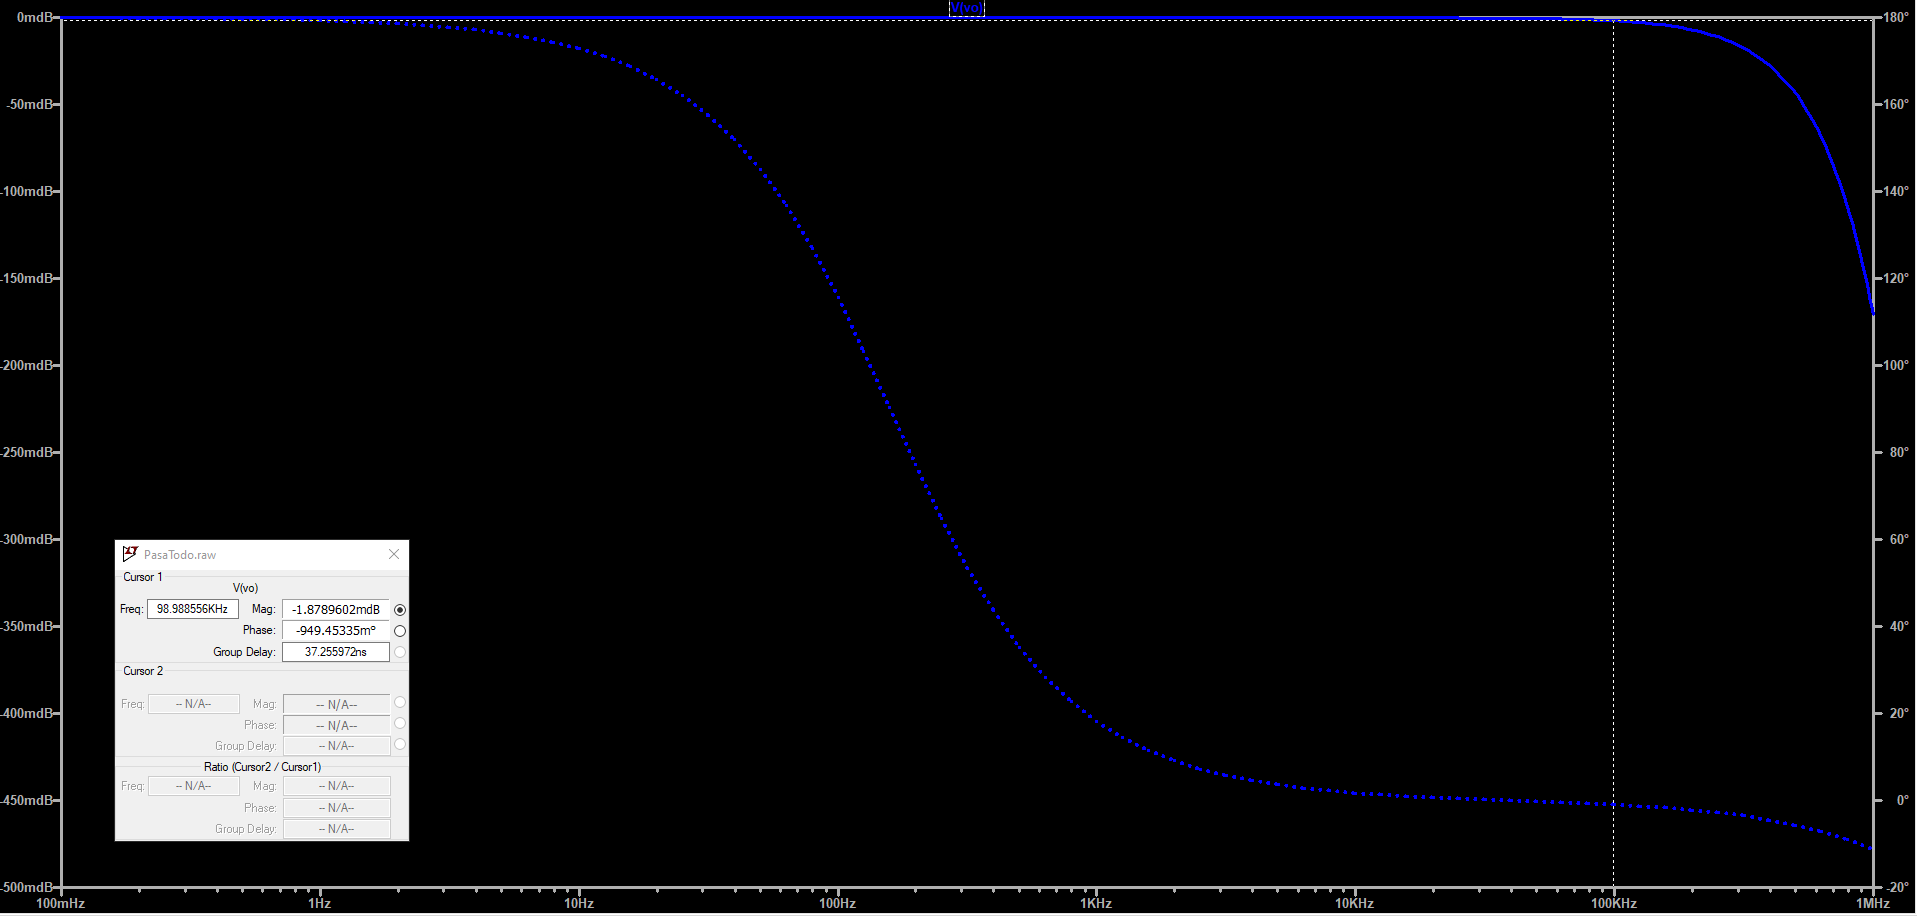 V(vo)
0mdB
-50mdB
-100mdB
-150mdB
-200mdB
-250mdB
-300mdB
-350mdB
-400mdB
-450mdB
-500mdB
180°
160°
140°
120°
100°
80°
60°
40°
20°
0°
-20°
PasaTodo.raw
Cursor 1
V(vo)
Freq: 98.988556KHz Mag: -1.8789602mdB
Phase: -949.45335m°
Group Delay: 37.255972ns
Cursor 2
Freq: -- N/A-- Mag: -- N/A--
Phase: -- N/A--
Group Delay: -- N/A--
Ratio (Cursor2 / Cursor1)
Freq: -- N/A-- Mag: -- N/A--
Phase: -- N/A--
Group Delay: -- N/A--
100mHz 1Hz 10Hz 100Hz 1KHz 10KHz 100KHz 1MHz